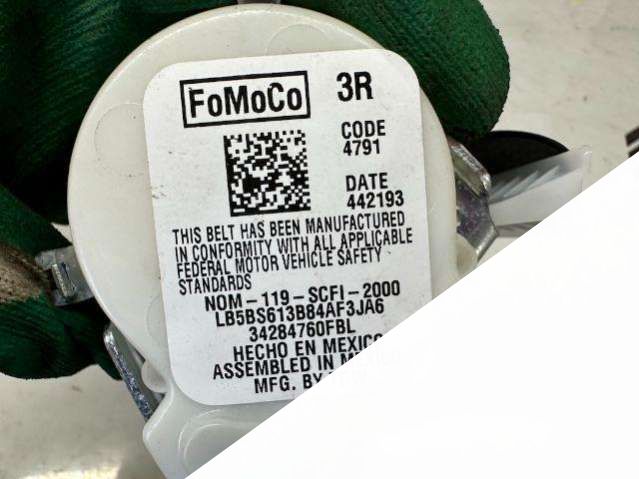 FoMoCo 3R
CODE
4791
DATE
442193
THIS BELT HAS BEEN MANUFACTURED
IN CONFORMITY WITH ALL APPLICABLE
FEDERAL MOTOR VEHICLE SAFETY
STANDARDS
NOM-119-SCFI-2000
LB5BS613B84AF3JA6
34284760FBL
HECHO EN MEXICO
ASSEMBLED IN
MFG. BY